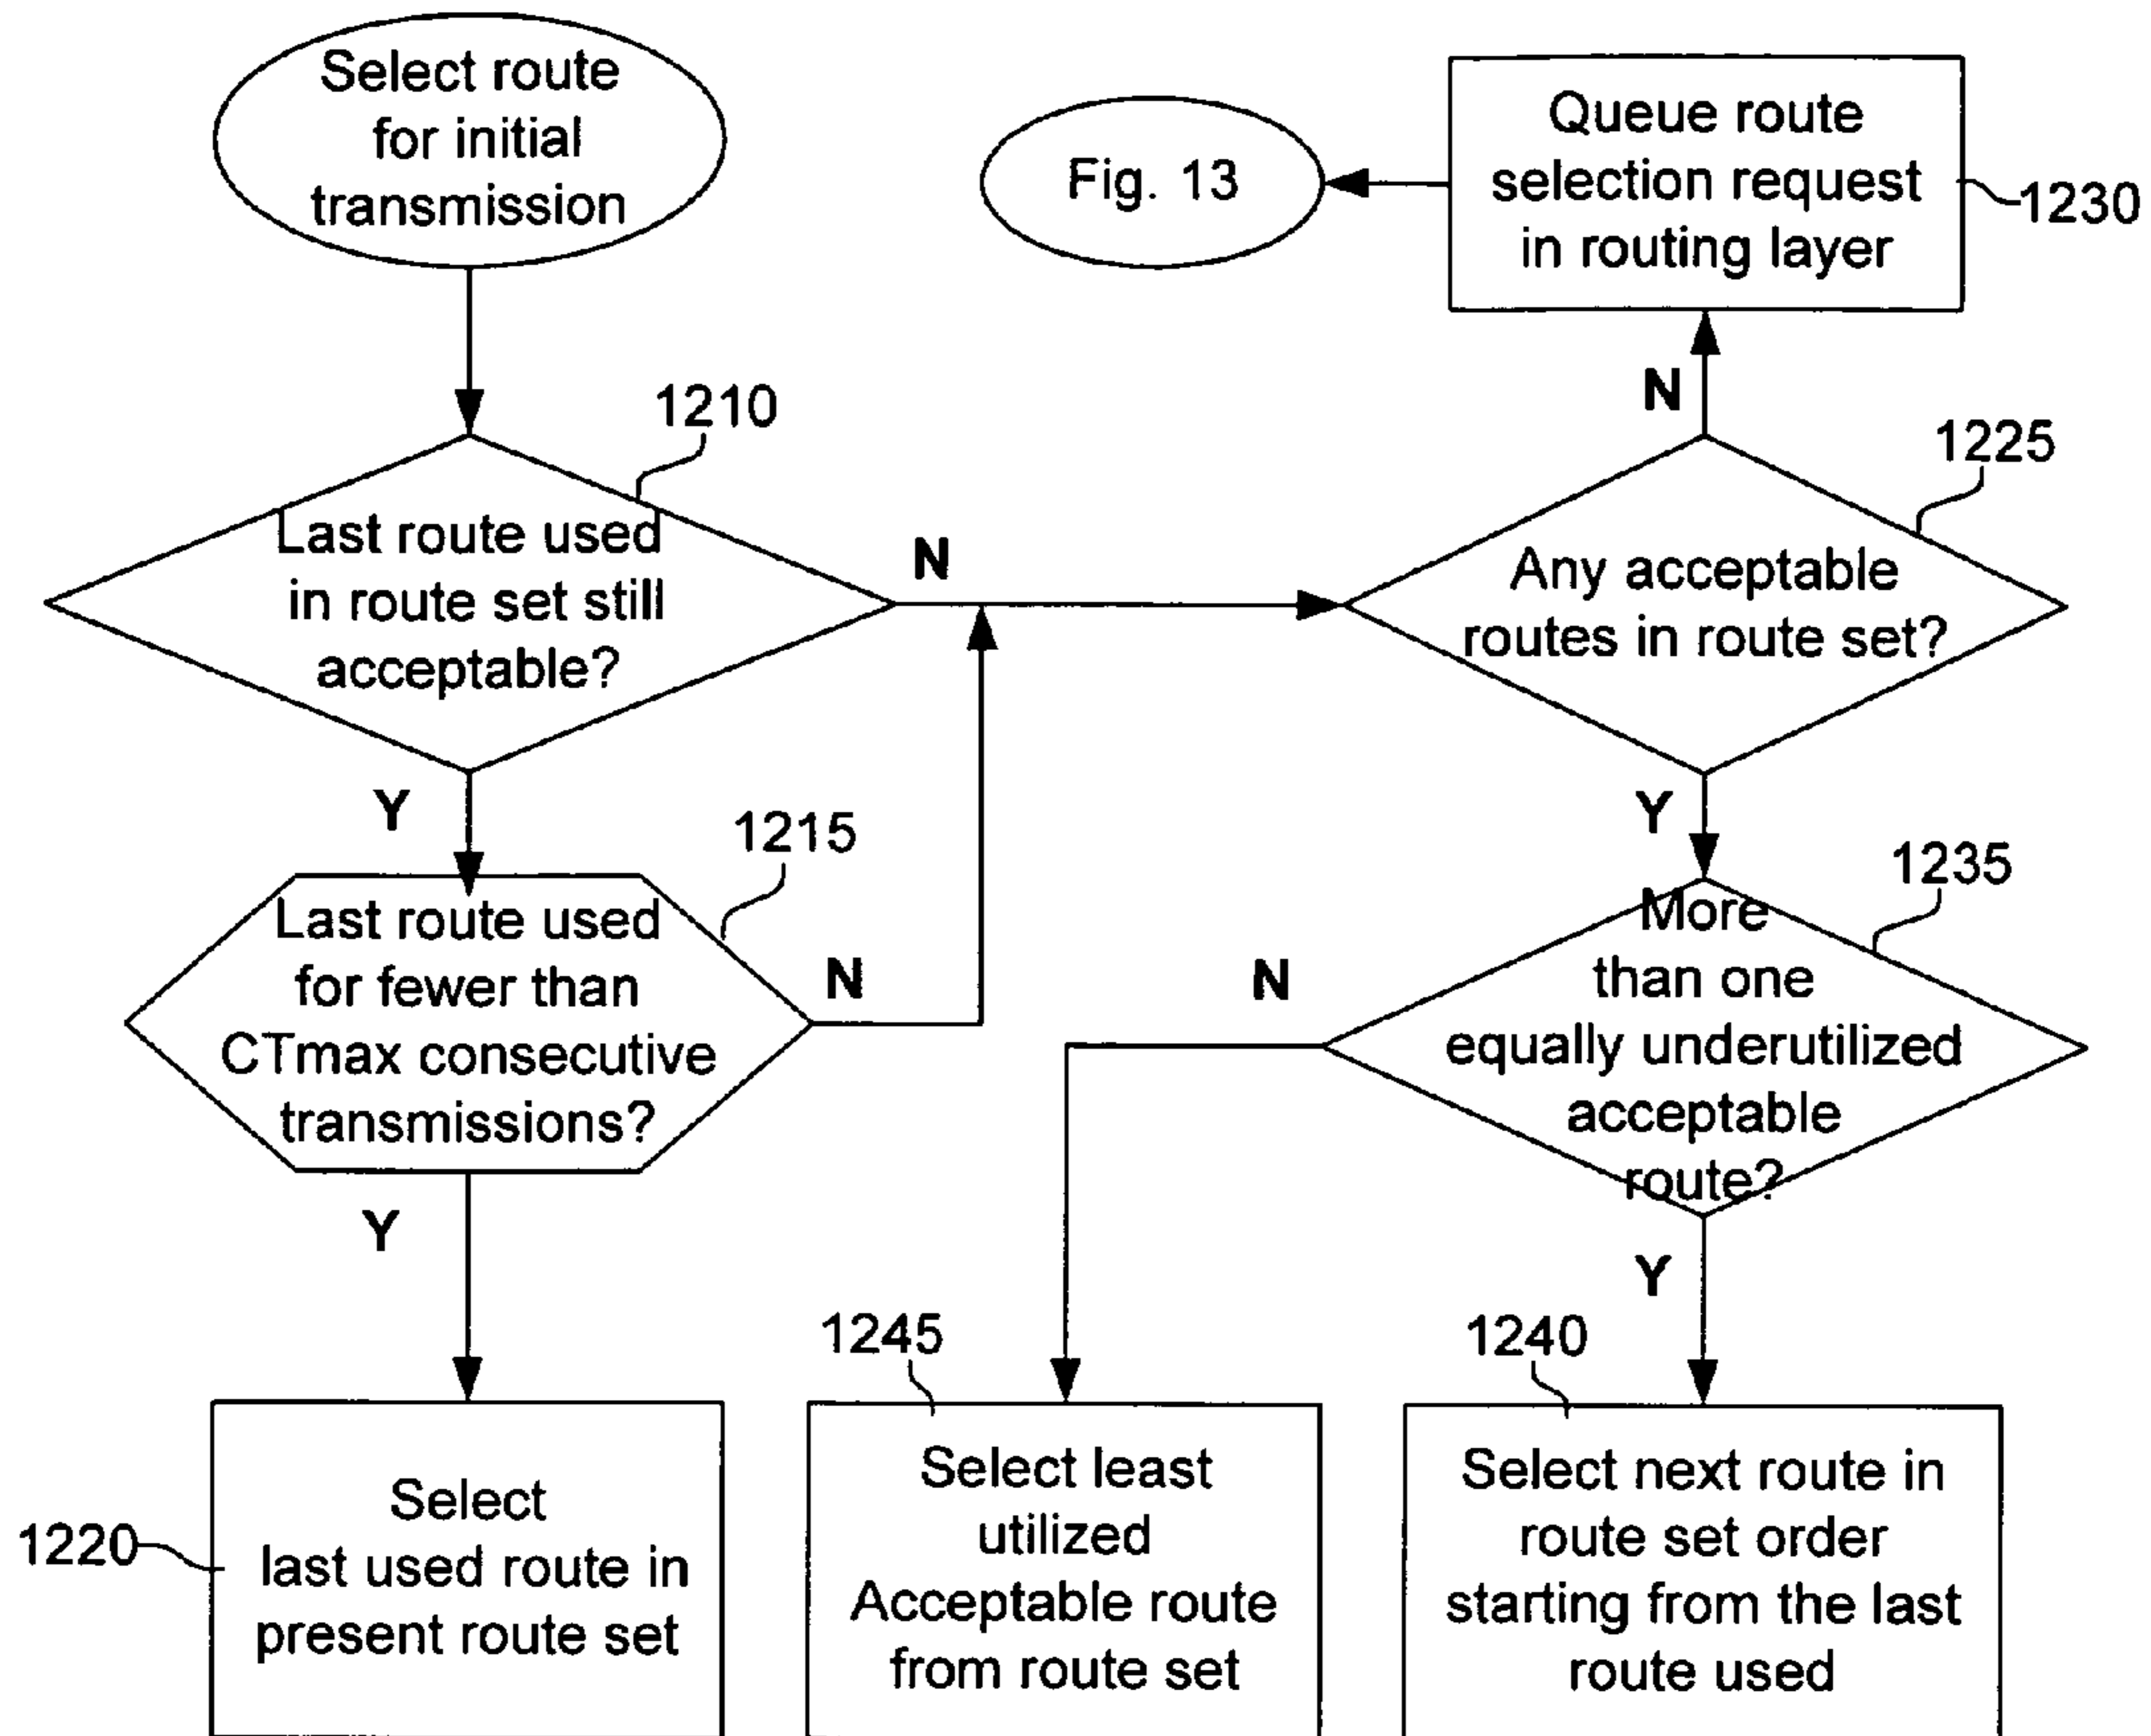 Select route
for initial
transmission
Fig. 13
Queue route
selection request
in routing layer
1230
1210
Last route used
in route set still
acceptable?
N
Y
1225
Any acceptable
routes in route set?
N
Y
1215
Last route used
for fewer than
CTmax consecutive
transmissions?
N
Y
1235
More
than one
equally underutilized
acceptable
route?
N
Y
1220
Select
last used route in
present route set
1245
Select least
utilized
Acceptable route
from route set
1240
Select next route in
route set order
starting from the last
route used